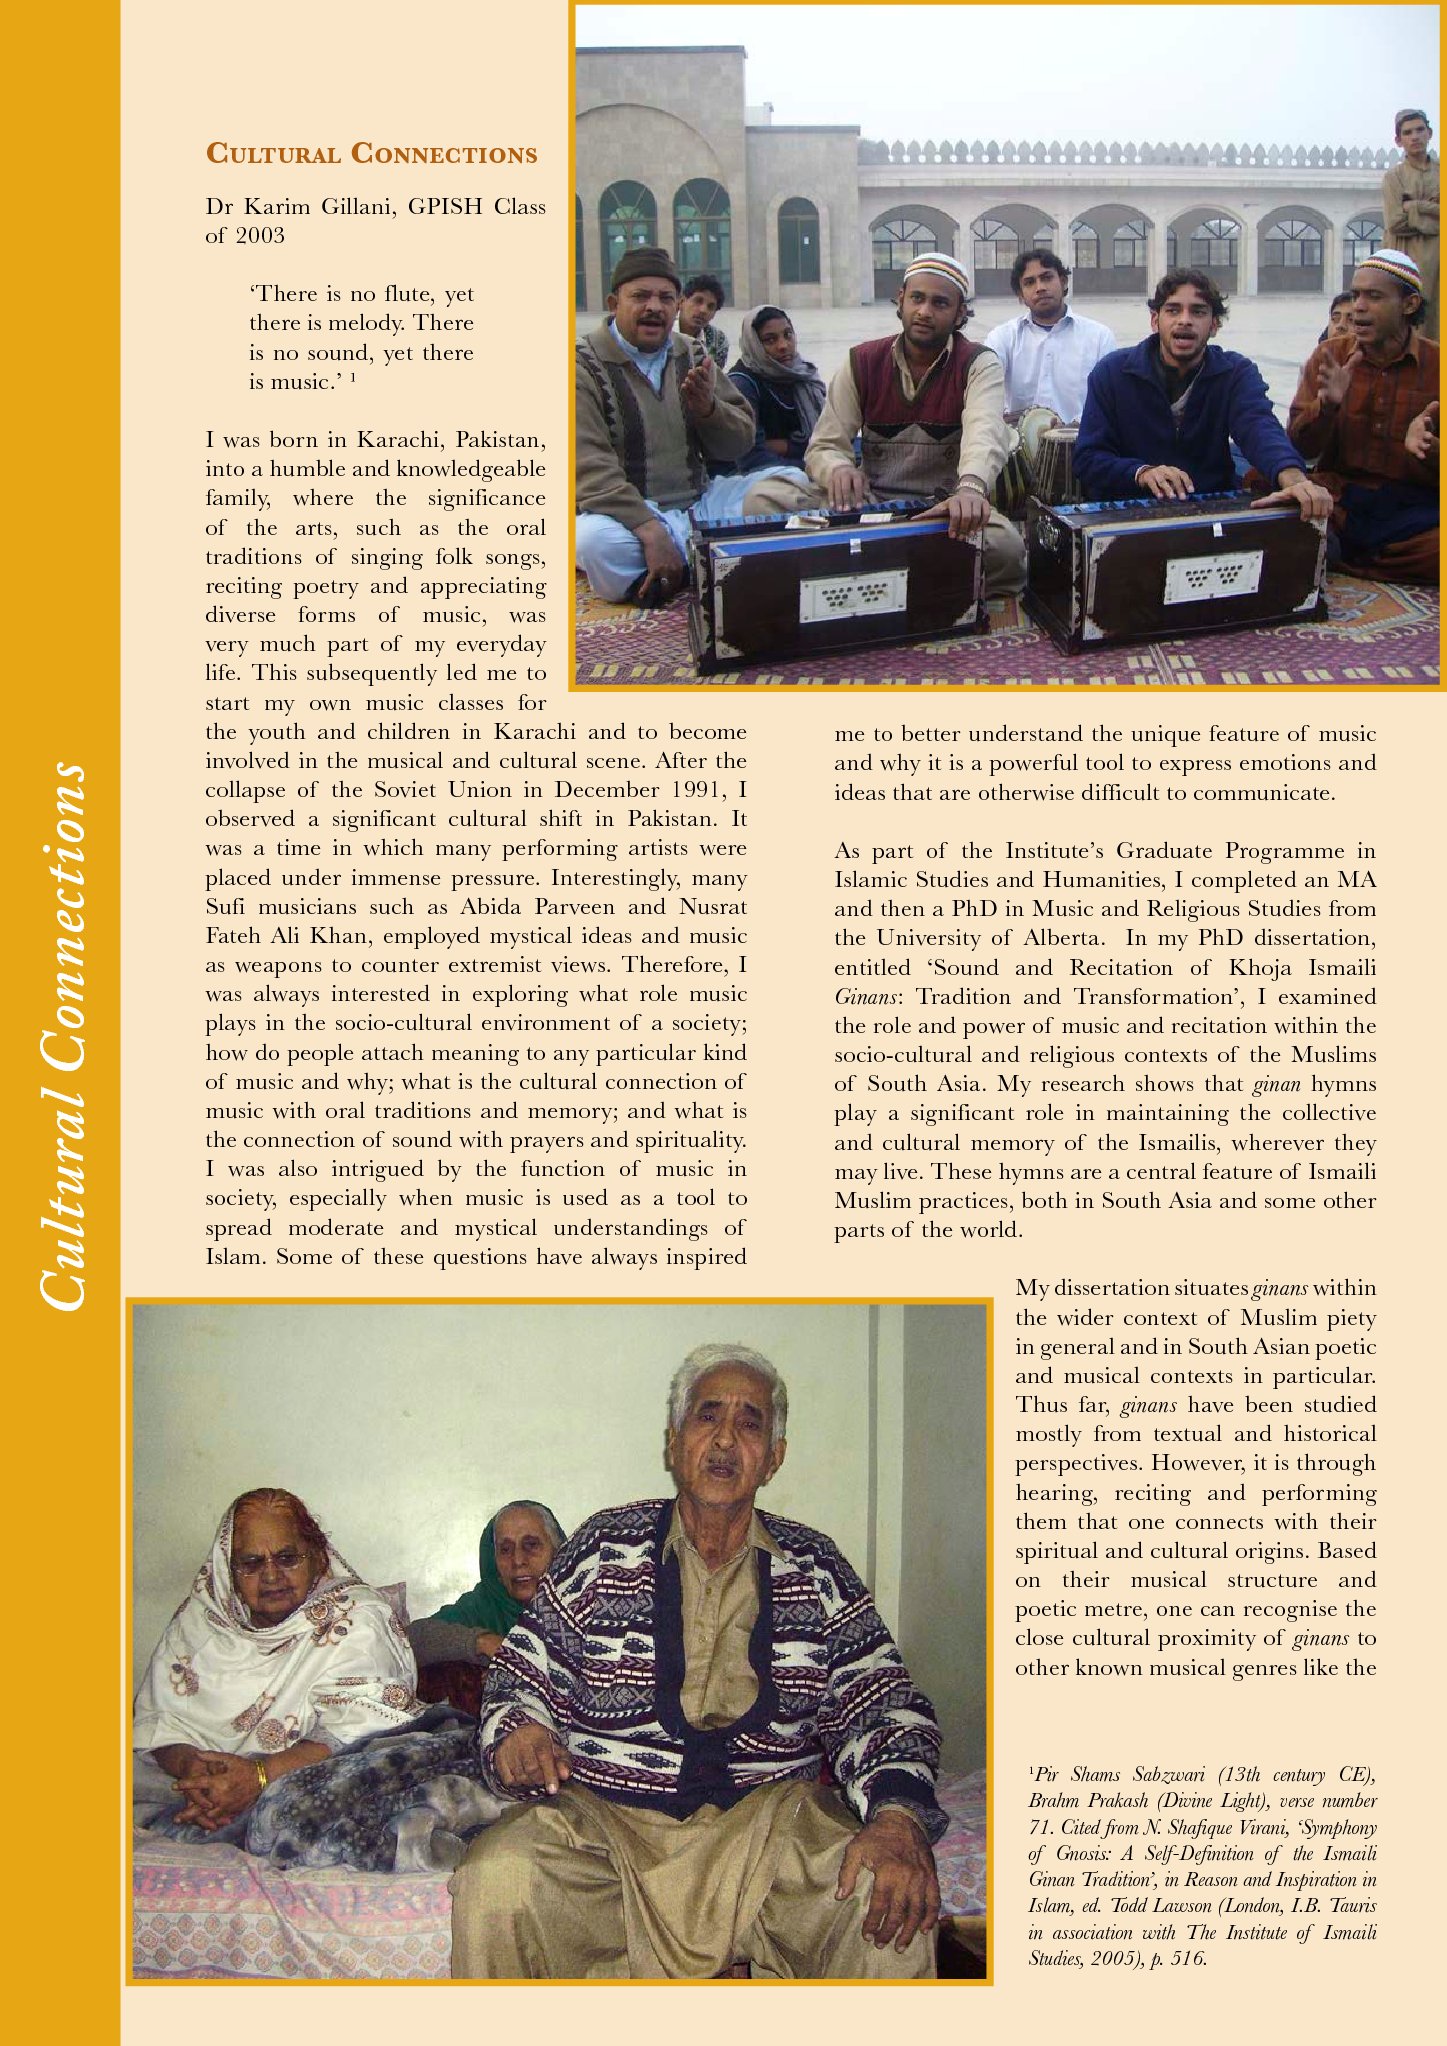 Cultural Connections
CULTURAL CONNECTIONS
Dr Karim Gillani, GPISH Class
of 2003
‘There is no flute, yet
there is melody. There
is no sound, yet there
is music.’ 1
I was born in Karachi, Pakistan,
into a humble and knowledgeable
family, where the significance
of the arts, such as the oral
traditions of singing folk songs,
reciting poetry and appreciating
diverse forms of music, was
very much part of my everyday
life. This subsequently led me to
start my own music classes for
the youth and children in Karachi and to become
involved in the musical and cultural scene. After the
collapse of the Soviet Union in December 1991, I
observed a significant cultural shift in Pakistan. It
was a time in which many performing artists were
placed under immense pressure. Interestingly, many
Sufi musicians such as Abida Parveen and Nusrat
Fateh Ali Khan, employed mystical ideas and music
as weapons to counter extremist views. Therefore, I
was always interested in exploring what role music
plays in the socio-cultural environment of a society;
how do people attach meaning to any particular kind
of music and why; what is the cultural connection of
music with oral traditions and memory; and what is
the connection of sound with prayers and spirituality.
I was also intrigued by the function of music in
society, especially when music is used as a tool to
spread moderate and mystical understandings of
Islam. Some of these questions have always inspired
me to better understand the unique feature of music
and why it is a powerful tool to express emotions and
ideas that are otherwise difficult to communicate.
As part of the Institute’s Graduate Programme in
Islamic Studies and Humanities, I completed an MA
and then a PhD in Music and Religious Studies from
the University of Alberta. In my PhD dissertation,
entitled ‘Sound and Recitation of Khoja Ismaili
Ginans: Tradition and Transformation’, I examined
the role and power of music and recitation within the
socio-cultural and religious contexts of the Muslims
of South Asia. My research shows that ginan hymns
play a significant role in maintaining the collective
and cultural memory of the Ismailis, wherever they
may live. These hymns are a central feature of Ismaili
Muslim practices, both in South Asia and some other
parts of the world.
My dissertation situates ginans within
the wider context of Muslim piety
in general and in South Asian poetic
and musical contexts in particular.
Thus far, ginans have been studied
mostly from textual and historical
perspectives. However, it is through
hearing, reciting and performing
them that one connects with their
spiritual and cultural origins. Based
on their musical structure and
poetic metre, one can recognise the
close cultural proximity of ginans to
other known musical genres like the
1Pir Shams Sabzwari (13th century CE),
Brahm Prakash (Divine Light), verse number
71. Cited from N. Shafique Virani, ‘Symphony
of Gnosis: A Self-Definition of the Ismaili
Ginan Tradition’, in Reason and Inspiration in
Islam, ed. Todd Lawson (London, I.B. Tauris
in association with The Institute of Ismaili
Studies, 2005), p. 516.